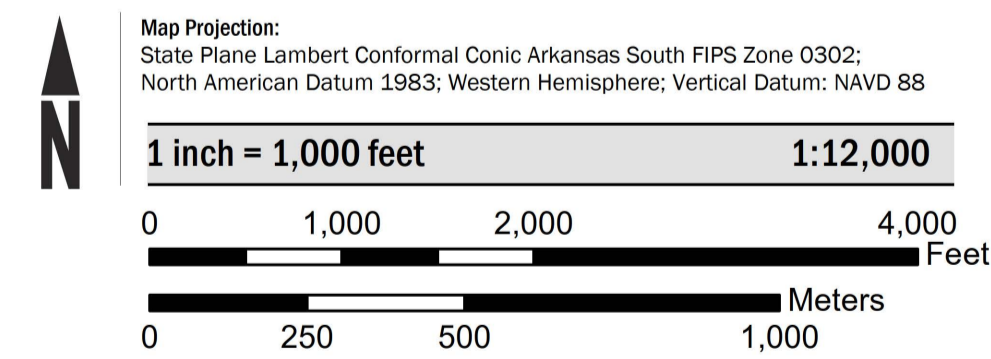 N
Map Projection:
State Plane Lambert Conformal Conic Arkansas South FIPS Zone 0302;
North American Datum 1983; Western Hemisphere; Vertical Datum: NAVD 88
1 inch = 1,000 feet 1:12,000
0 1,000 2,000 4,000
Feet
Meters
0 250 500 1,000